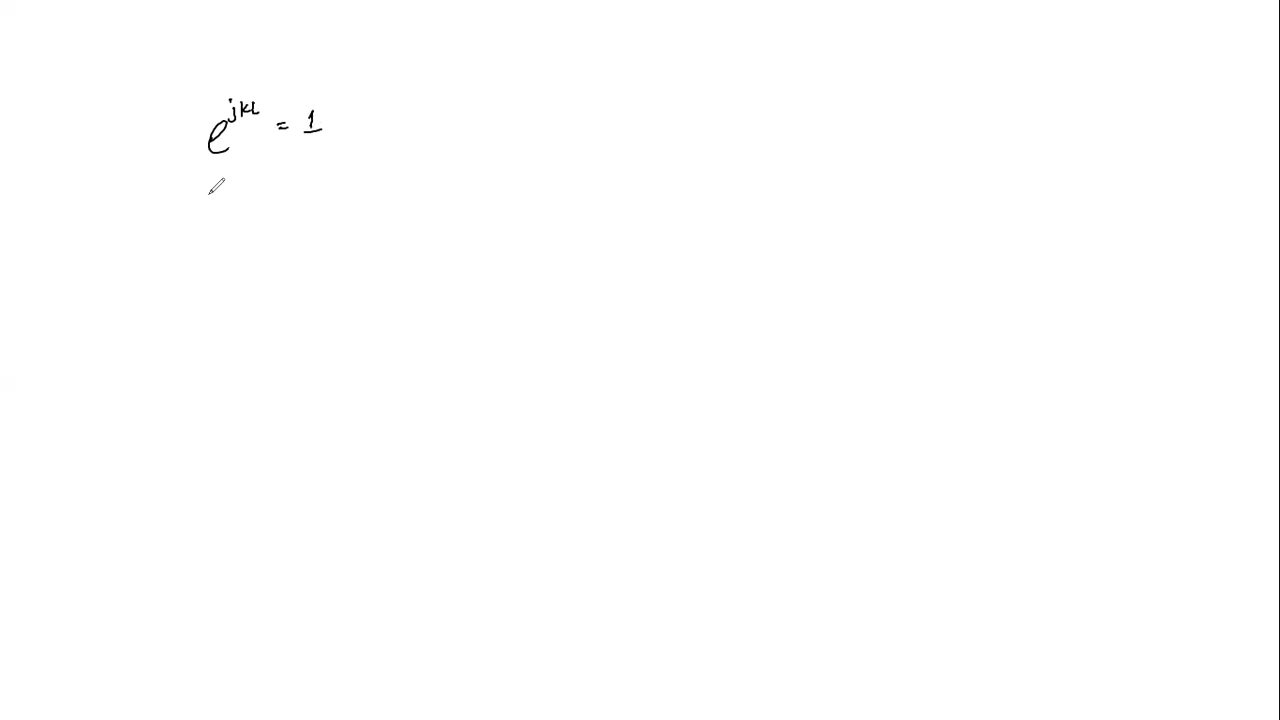 e^{jkL} = 1